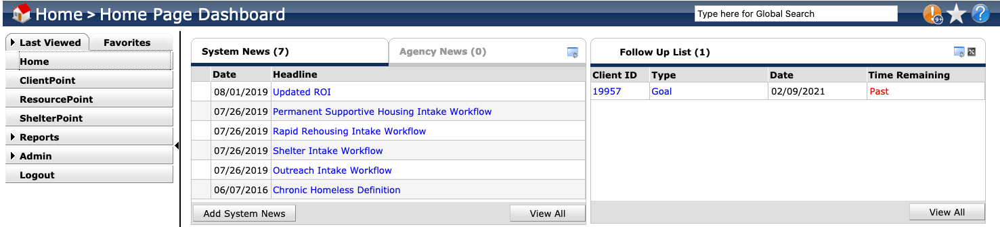 Home > Home Page Dashboard
Type here for Global Search
9+
?
Last Viewed
Favorites
Home
ClientPoint
ResourcePoint
ShelterPoint
Reports
Admin
Logout
System News (7)
Agency News (0)
Date Headline
08/01/2019 Updated ROI
07/26/2019 Permanent Supportive Housing Intake Workflow
07/26/2019 Rapid Rehousing Intake Workflow
07/26/2019 Shelter Intake Workflow
07/26/2019 Outreach Intake Workflow
06/07/2016 Chronic Homeless Definition
Add System News
View All
Follow Up List (1)
Client ID Type Date Time Remaining
19957 Goal 02/09/2021 Past
View All